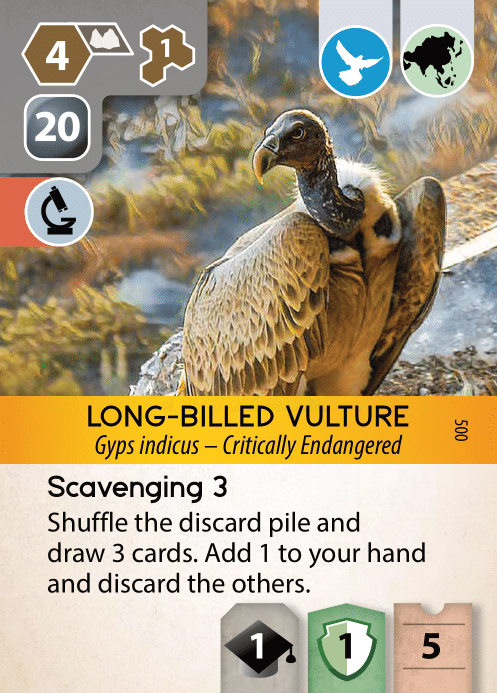 4
1
20
LONG-BILLED VULTURE
Gyps indicus – Critically Endangered
500
Scavenging 3
Shuffle the discard pile and
draw 3 cards. Add 1 to your hand
and discard the others.
1
1
5